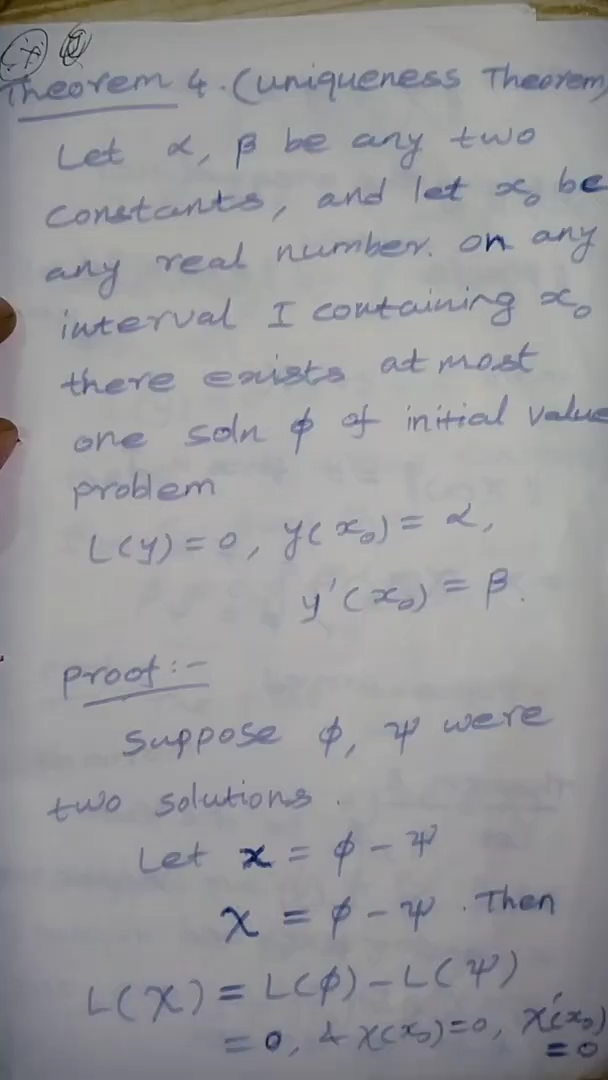 Theorem 4. (Uniqueness Theorem)
Let α, β be any two
constants, and let x₀ be
any real number. on any
interval I containing x₀
there exists at most
one soln ϕ of initial value
problem
L(y) = 0, y(x₀) = α,
y'(x₀) = β.
Proof :-
Suppose ϕ, ψ were
two solutions.
Let x = ϕ - ψ
χ = ϕ - ψ. Then
L(χ) = L(ϕ) - L(ψ)
= 0, & χ(x₀) = 0, χ'(x₀)
= 0